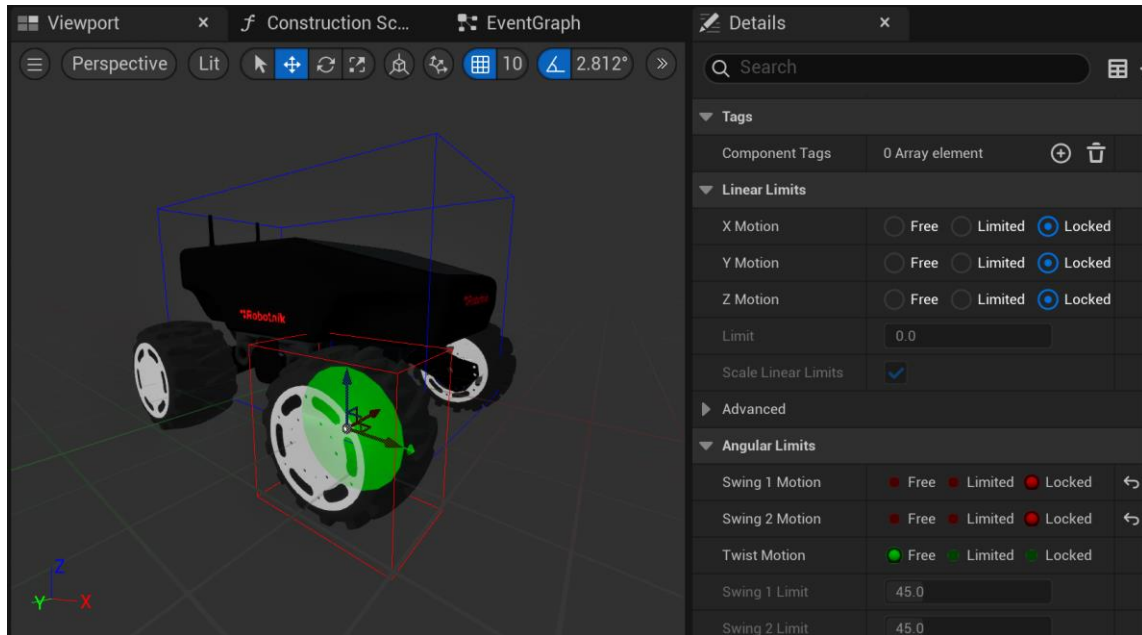 Viewport × Construction Sc... EventGraph
Perspective Lit 10 2.812°
Robotnik
Z
Y X
Details ×
Search
Tags
Component Tags 0 Array element
Linear Limits
X Motion Free Limited Locked
Y Motion Free Limited Locked
Z Motion Free Limited Locked
Limit 0.0
Scale Linear Limits
Advanced
Angular Limits
Swing 1 Motion Free Limited Locked
Swing 2 Motion Free Limited Locked
Twist Motion Free Limited Locked
Swing 1 Limit 45.0
Swing 2 Limit 45.0